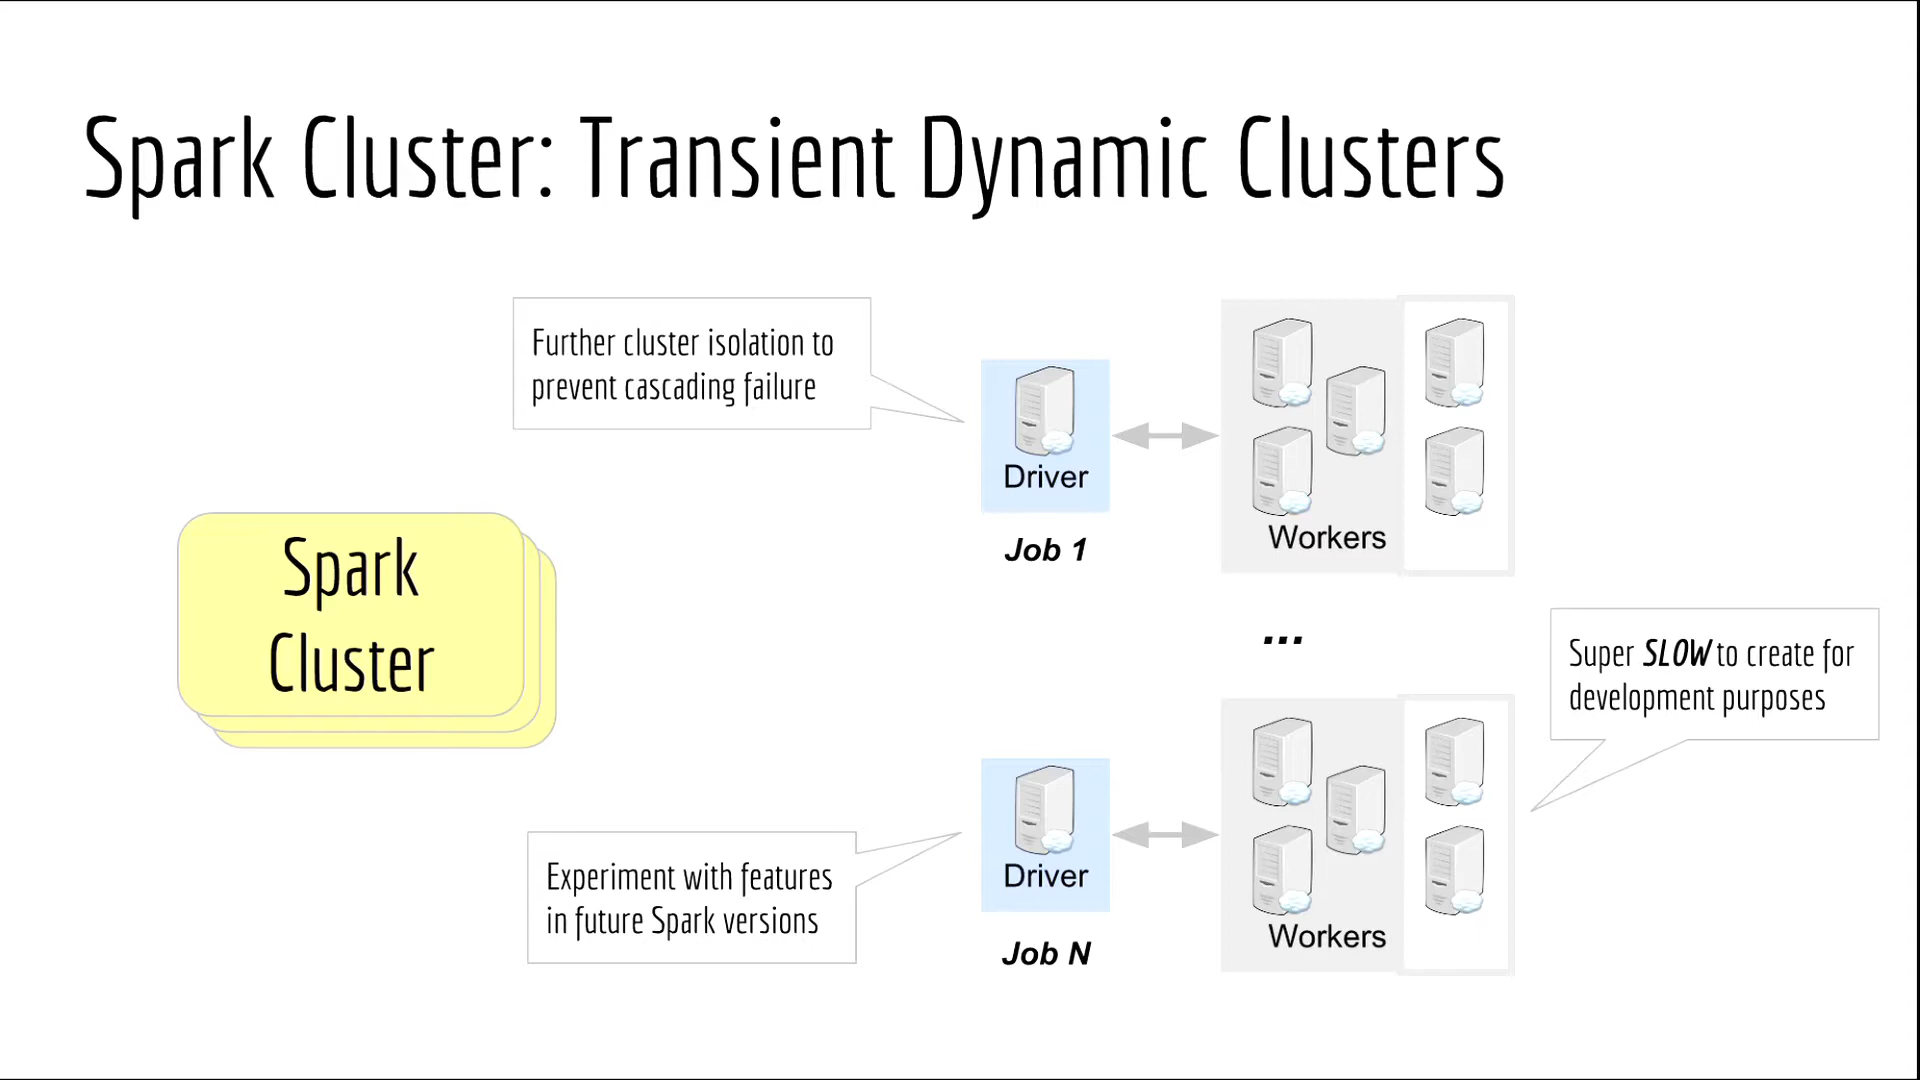 Spark Cluster: Transient Dynamic Clusters
Further cluster isolation to
prevent cascading failure
Driver
Job 1
Workers
Spark
Cluster
...
Super SLOW to create for
development purposes
Experiment with features
in future Spark versions
Driver
Job N
Workers